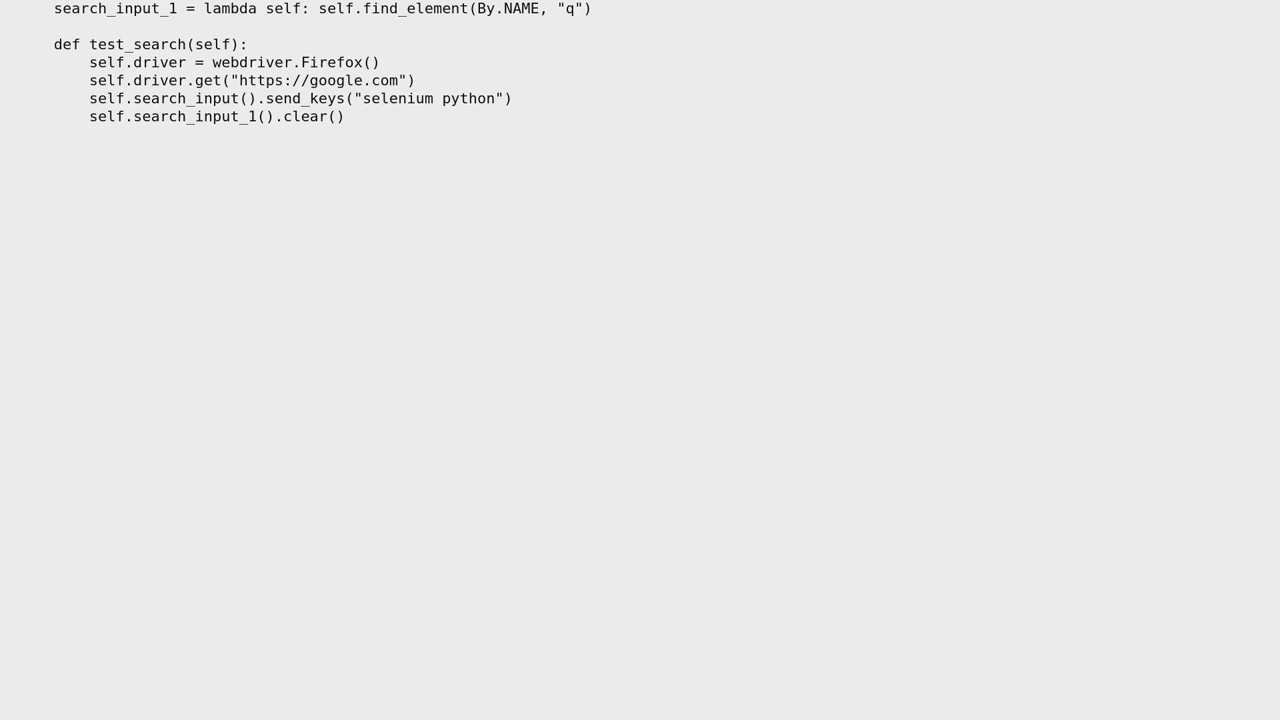 search_input_1 = lambda self: self.find_element(By.NAME, "q")
def test_search(self):
self.driver = webdriver.Firefox()
self.driver.get("https://google.com")
self.search_input().send_keys("selenium python")
self.search_input_1().clear()